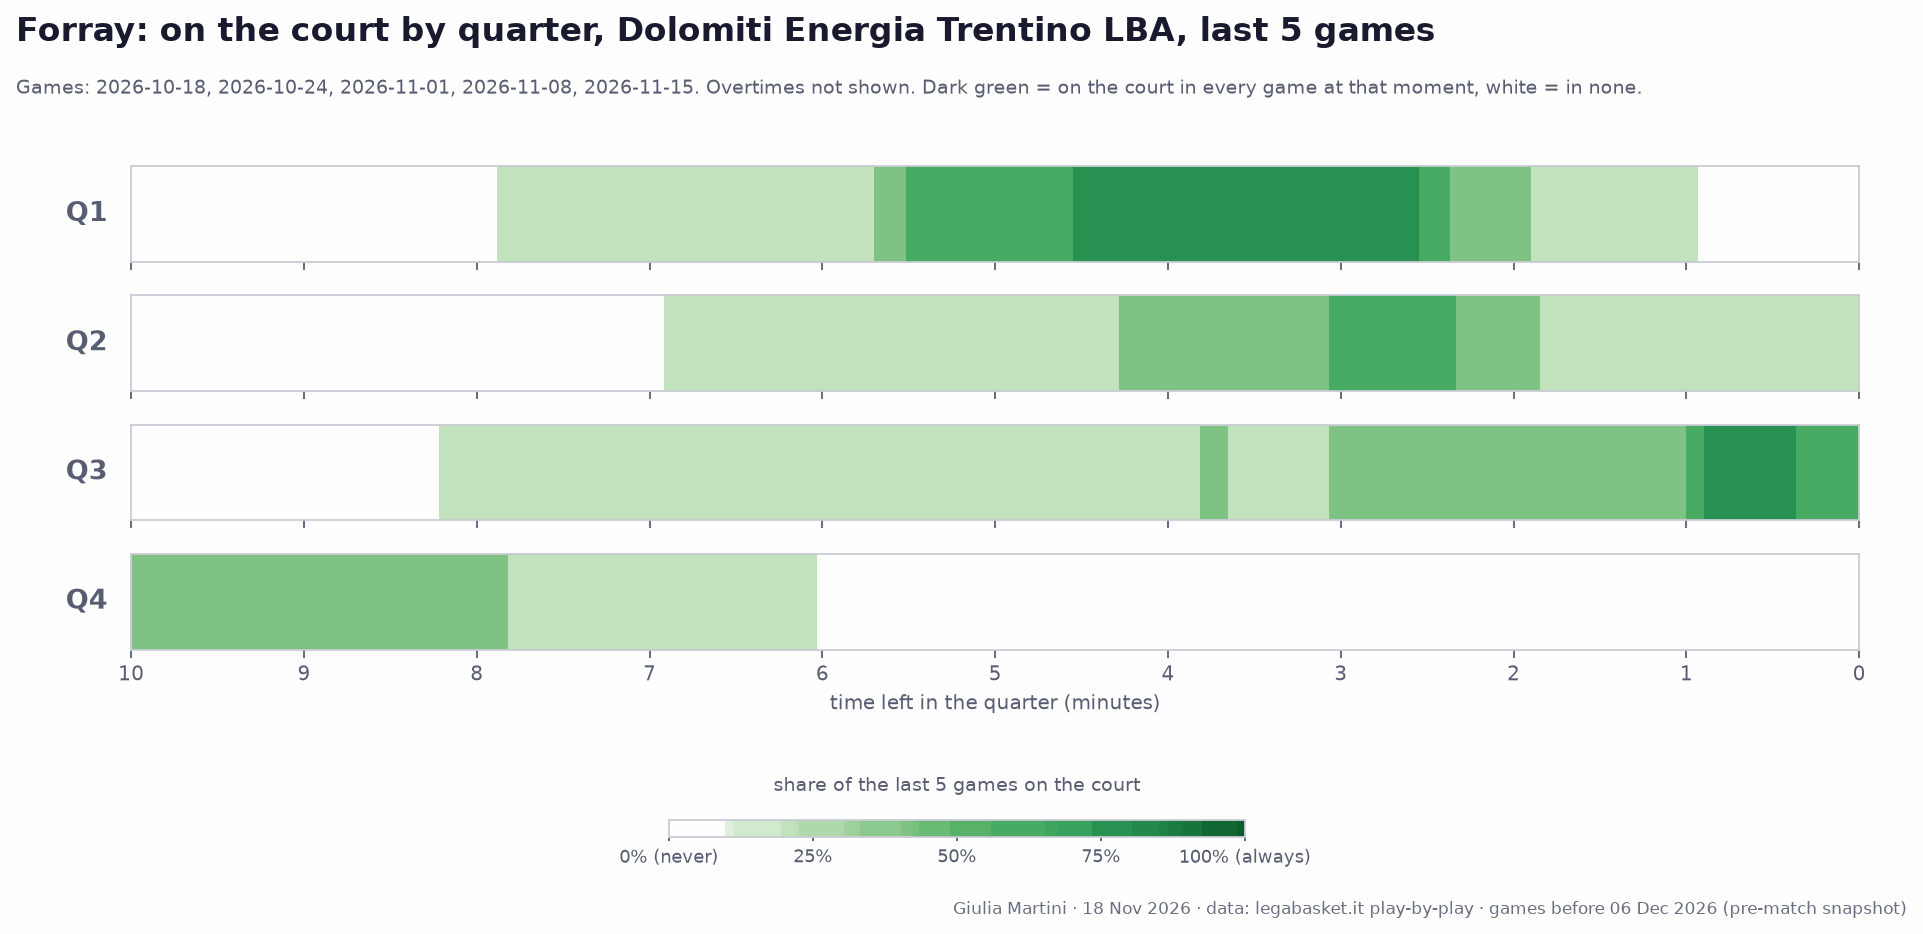 Forray: on the court by quarter, Dolomiti Energia Trentino LBA, last 5 games
Games: 2026-10-18, 2026-10-24, 2026-11-01, 2026-11-08, 2026-11-15. Overtimes not shown. Dark green = on the court in every game at that moment, white = in none.
Q1
Q2
Q3
Q4
10 9 8 7 6 5 4 3 2 1 0
time left in the quarter (minutes)
share of the last 5 games on the court
0% (never) 25% 50% 75% 100% (always)
Giulia Martini · 18 Nov 2026 · data: legabasket.it play-by-play · games before 06 Dec 2026 (pre-match snapshot)